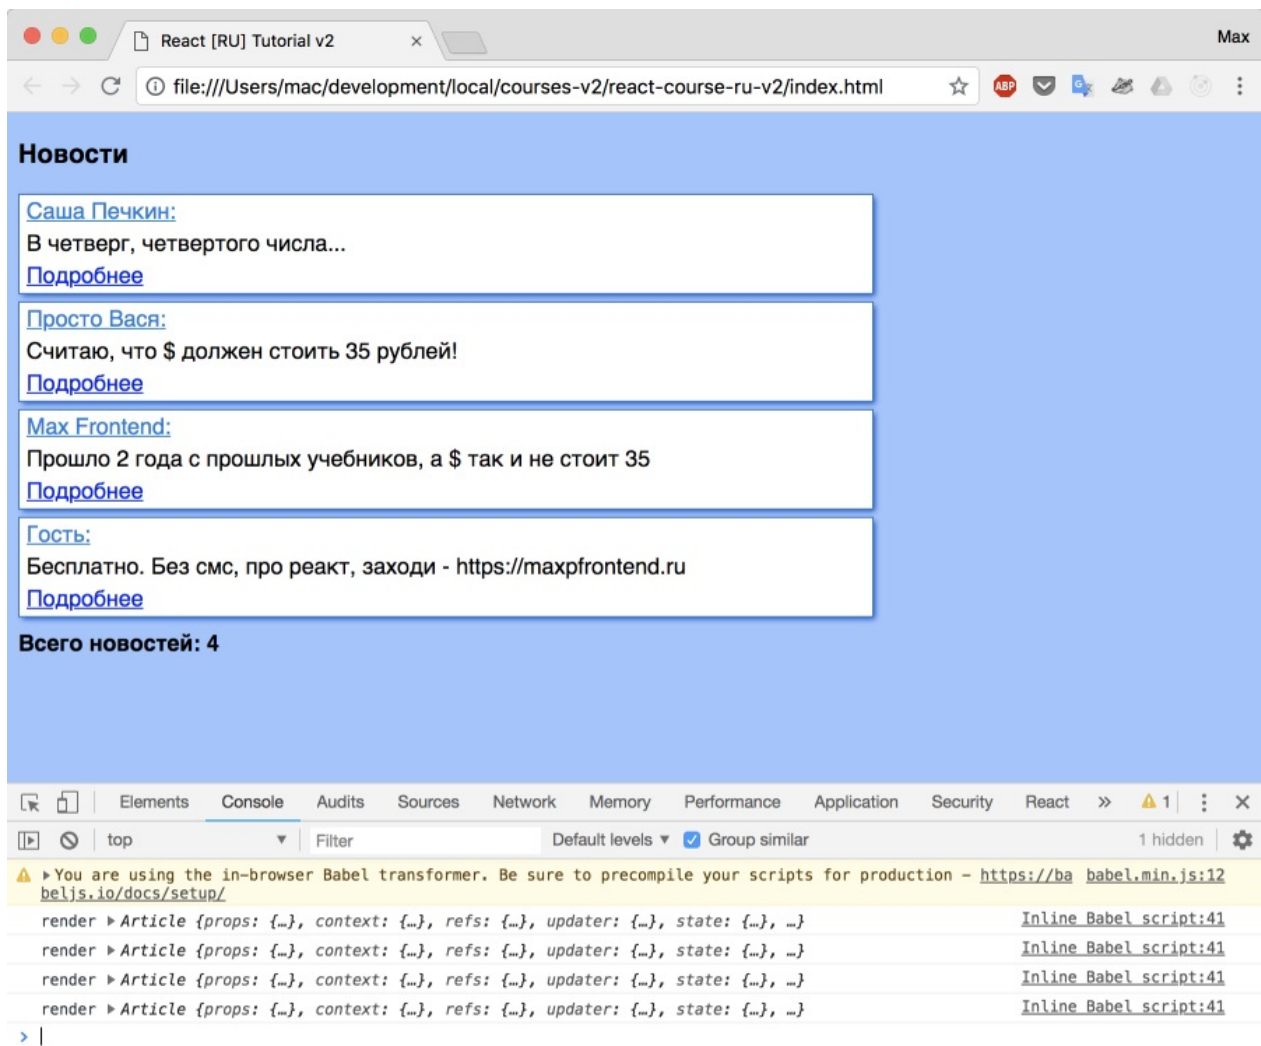 React [RU] Tutorial v2
Max
file:///Users/mac/development/local/courses-v2/react-course-ru-v2/index.html
ABP
Новости
Саша Печкин:
В четверг, четвертого числа...
Подробнее
Просто Вася:
Считаю, что $ должен стоить 35 рублей!
Подробнее
Max Frontend:
Прошло 2 года с прошлых учебников, а $ так и не стоит 35
Подробнее
Гость:
Бесплатно. Без смс, про реакт, заходи - https://maxpfrontend.ru
Подробнее
Всего новостей: 4
Elements Console Audits Sources Network Memory Performance Application Security React » 1
top Filter Default levels Group similar 1 hidden
You are using the in-browser Babel transformer. Be sure to precompile your scripts for production – https://ba babel.min.js:12
beljs.io/docs/setup/
render Article {props: {…}, context: {…}, refs: {…}, updater: {…}, state: {…}, …} Inline Babel script:41
render Article {props: {…}, context: {…}, refs: {…}, updater: {…}, state: {…}, …} Inline Babel script:41
render Article {props: {…}, context: {…}, refs: {…}, updater: {…}, state: {…}, …} Inline Babel script:41
render Article {props: {…}, context: {…}, refs: {…}, updater: {…}, state: {…}, …} Inline Babel script:41
>